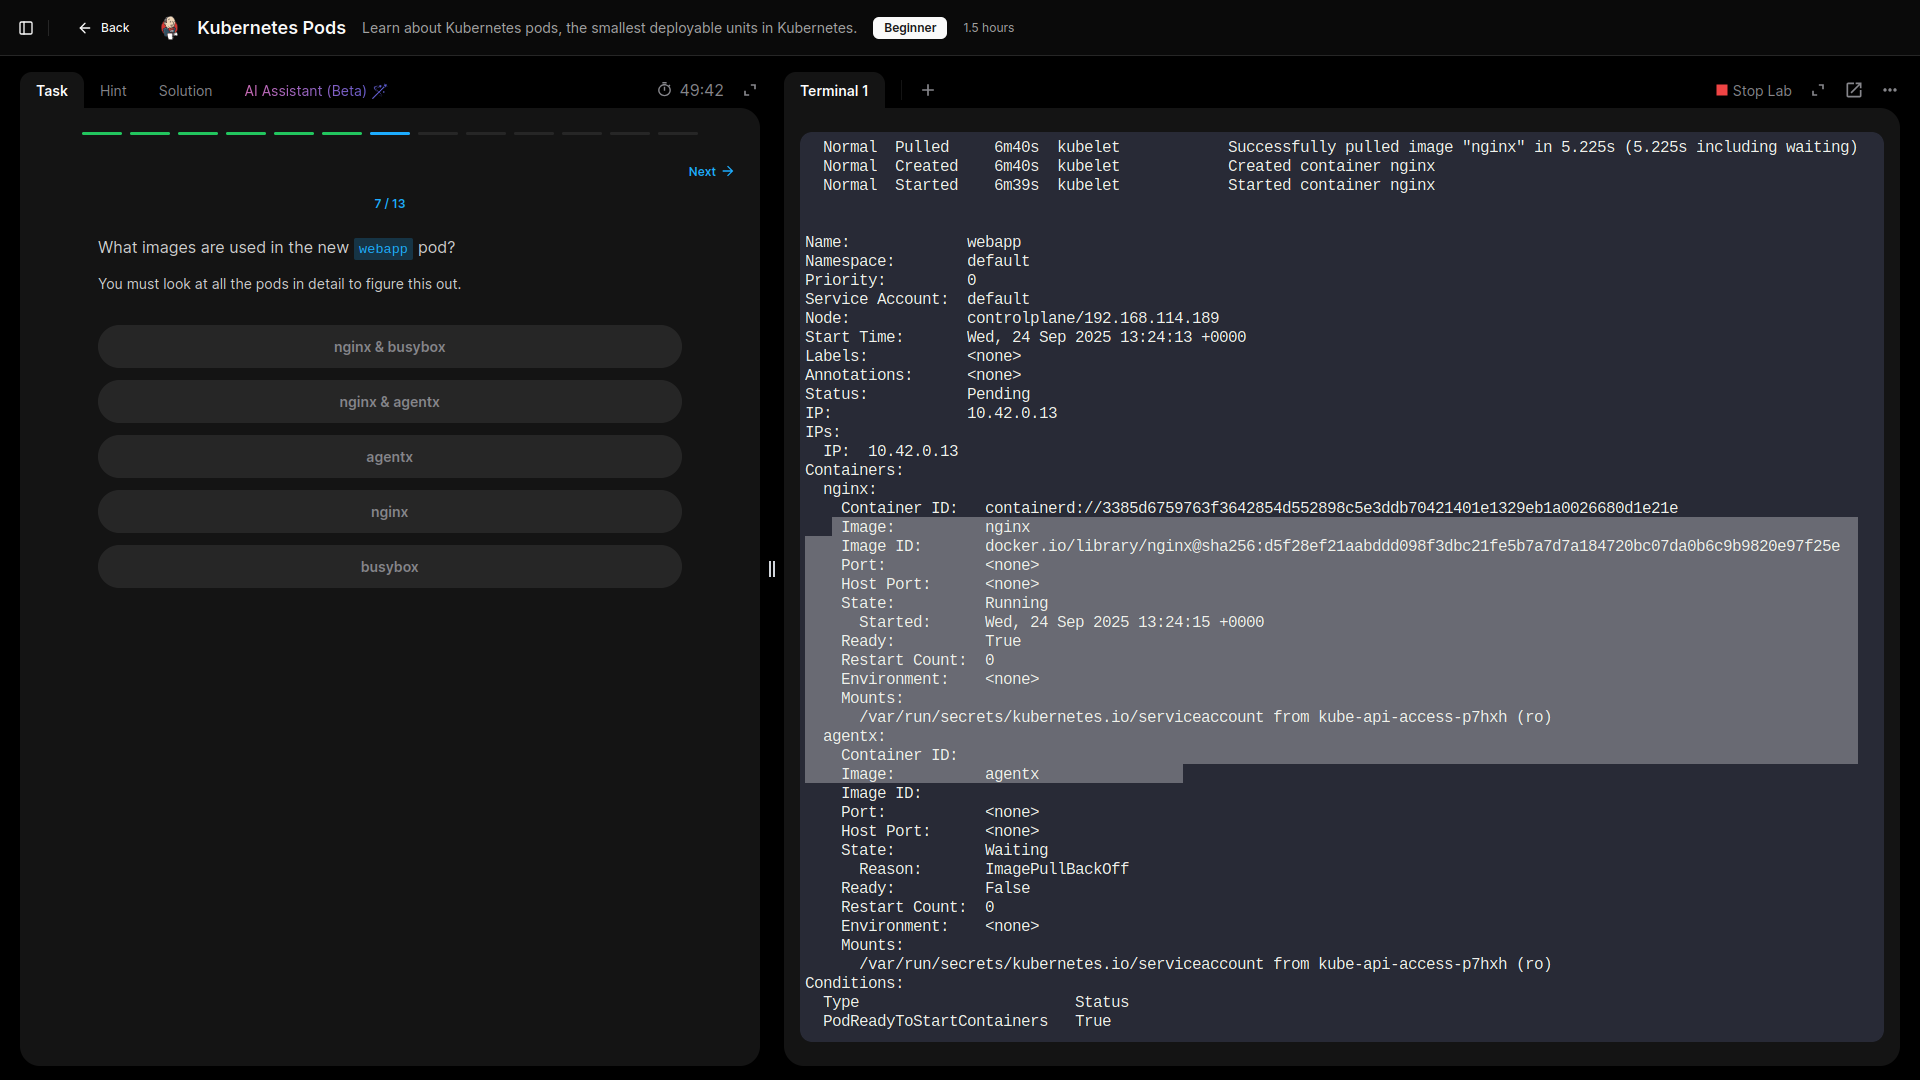 Back
Kubernetes Pods
Learn about Kubernetes pods, the smallest deployable units in Kubernetes.
Beginner
1.5 hours
Task
Hint
Solution
AI Assistant (Beta)
49:42
Next
7 / 13
What images are used in the new webapp pod?
You must look at all the pods in detail to figure this out.
nginx & busybox
nginx & agentx
agentx
nginx
busybox
Terminal 1
Stop Lab
Normal  Pulled     6m40s  kubelet            Successfully pulled image "nginx" in 5.225s (5.225s including waiting)
Normal  Created    6m40s  kubelet            Created container nginx
Normal  Started    6m39s  kubelet            Started container nginx
Name:             webapp
Namespace:        default
Priority:         0
Service Account:  default
Node:             controlplane/192.168.114.189
Start Time:       Wed, 24 Sep 2025 13:24:13 +0000
Labels:           <none>
Annotations:      <none>
Status:           Pending
IP:               10.42.0.13
IPs:
  IP:  10.42.0.13
Containers:
  nginx:
    Container ID:   containerd://3385d6759763f3642854d552898c5e3ddb70421401e1329eb1a0026680d1e21e
    Image:          nginx
    Image ID:       docker.io/library/nginx@sha256:d5f28ef21aabddd098f3dbc21fe5b7a7d7a184720bc07da0b6c9b9820e97f25e
    Port:           <none>
    Host Port:      <none>
    State:          Running
      Started:      Wed, 24 Sep 2025 13:24:15 +0000
    Ready:          True
    Restart Count:  0
    Environment:    <none>
    Mounts:
      /var/run/secrets/kubernetes.io/serviceaccount from kube-api-access-p7hxh (ro)
  agentx:
    Container ID:
    Image:          agentx
    Image ID:
    Port:           <none>
    Host Port:      <none>
    State:          Waiting
      Reason:       ImagePullBackOff
    Ready:          False
    Restart Count:  0
    Environment:    <none>
    Mounts:
      /var/run/secrets/kubernetes.io/serviceaccount from kube-api-access-p7hxh (ro)
Conditions:
  Type                        Status
  PodReadyToStartContainers   True